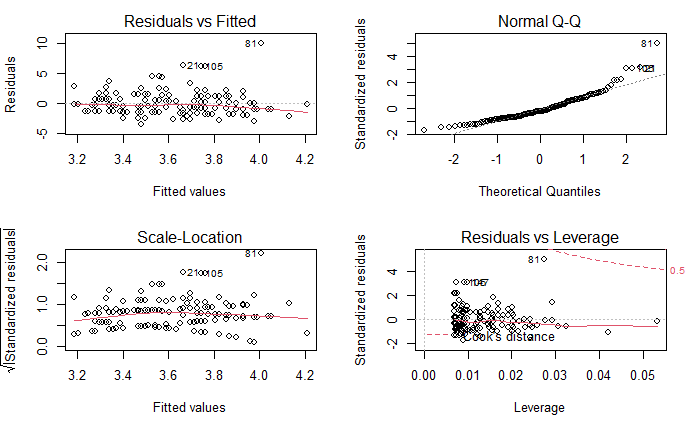 Residuals vs Fitted
Residuals
10
5
0
-5
81
21
105
3.2 3.4 3.6 3.8 4.0 4.2
Fitted values
Normal Q-Q
Standardized residuals
4
2
0
-2
81
-2 -1 0 1 2
Theoretical Quantiles
Scale-Location
√|Standardized residuals|
2.0
1.0
0.0
81
21
105
3.2 3.4 3.6 3.8 4.0 4.2
Fitted values
Residuals vs Leverage
Standardized residuals
4
2
0
-2
81
0.5
Cook's distance
0.00 0.01 0.02 0.03 0.04 0.05
Leverage